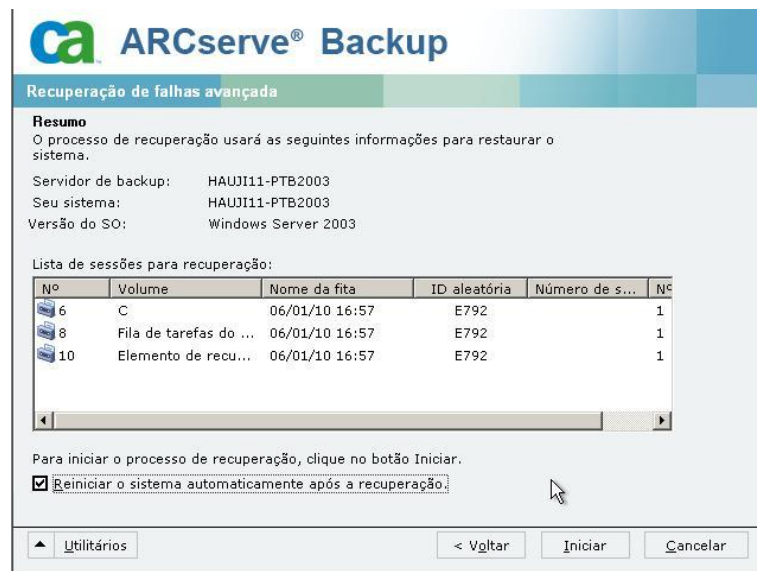 ca ARCserve® Backup
Recuperação de falhas avançada
Resumo
O processo de recuperação usará as seguintes informações para restaurar o
sistema.
Servidor de backup: HAUJI11-PTB2003
Seu sistema: HAUJI11-PTB2003
Versão do SO: Windows Server 2003
Lista de sessões para recuperação:
Nº Volume Nome da fita ID aleatória Número de s... Nº
6 C 06/01/10 16:57 E792 1
8 Fila de tarefas do ... 06/01/10 16:57 E792 1
10 Elemento de recu... 06/01/10 16:57 E792 1
Para iniciar o processo de recuperação, clique no botão Iniciar.
Reiniciar o sistema automaticamente após a recuperação.
Utilitários < Voltar Iniciar Cancelar